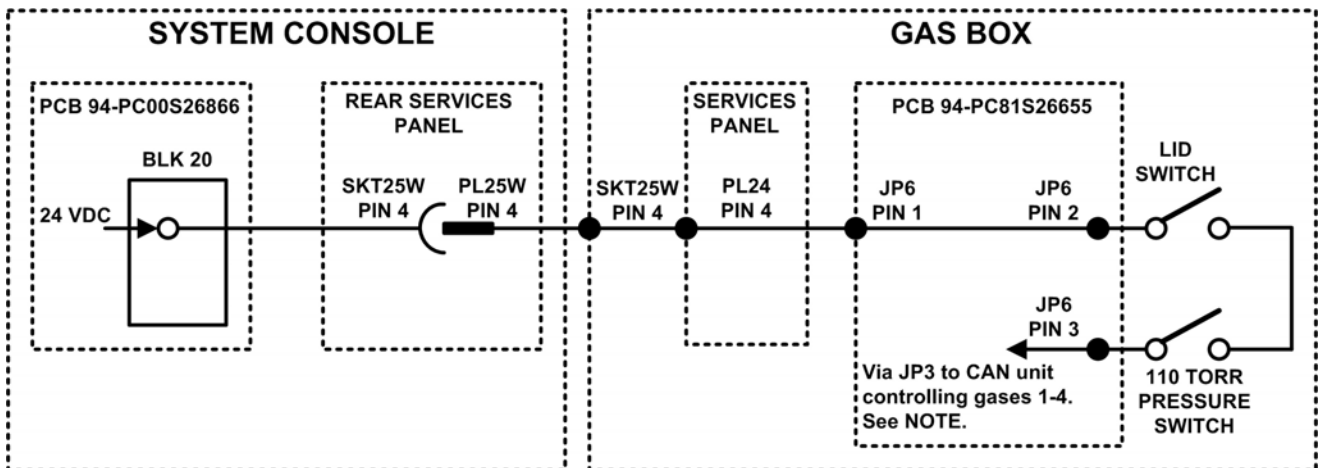 SYSTEM CONSOLE
GAS BOX
PCB 94-PC00S26866
REAR SERVICES
PANEL
SERVICES
PANEL
PCB 94-PC81S26655
BLK 20
24 VDC
SKT25W
PIN 4
PL25W
PIN 4
SKT25W
PIN 4
PL24
PIN 4
JP6
PIN 1
JP6
PIN 2
LID
SWITCH
JP6
PIN 3
Via JP3 to CAN unit
controlling gases 1-4.
See NOTE.
110 TORR
PRESSURE
SWITCH